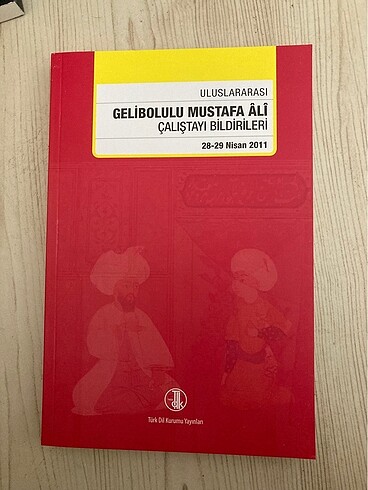 ULUSLARARASI
GELİBOLULU MUSTAFA ÂLÎ
ÇALIŞTAYI BİLDİRİLERİ
28-29 Nisan 2011
Türk Dil Kurumu Yayınları